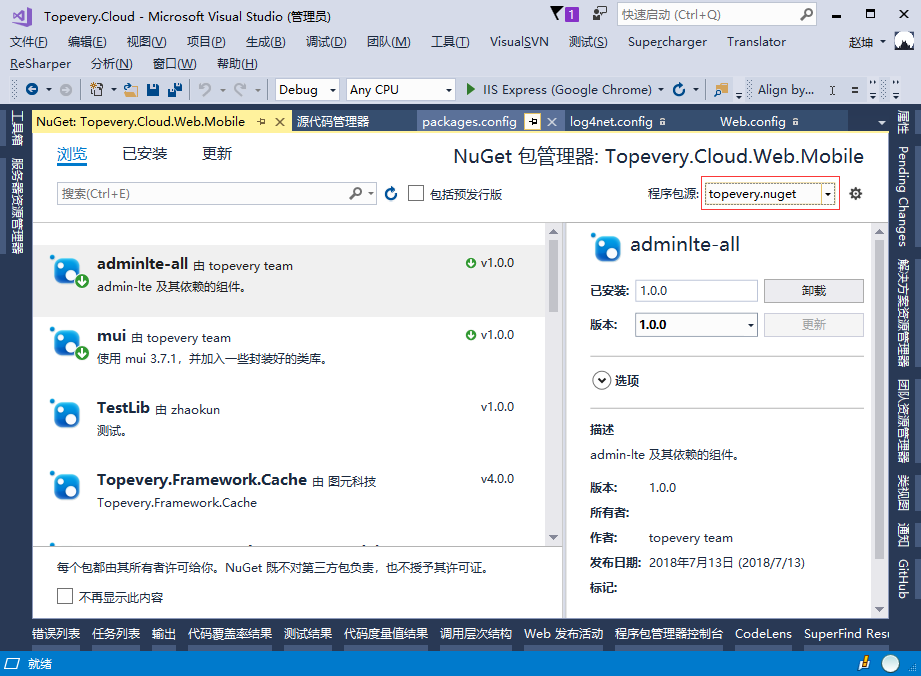 Topevery.Cloud - Microsoft Visual Studio (管理员)
1
快速启动 (Ctrl+Q)
文件(F) 编辑(E) 视图(V) 项目(P) 生成(B) 调试(D) 团队(M) 工具(T) VisualSVN 测试(S) Supercharger Translator 赵坤
ReSharper 分析(N) 窗口(W) 帮助(H)
Debug Any CPU IIS Express (Google Chrome) Align by...
NuGet: Topevery.Cloud.Web.Mobile 源代码管理器 packages.config log4net.config Web.config
工具箱
服务器资源管理器
浏览 已安装 更新
NuGet 包管理器: Topevery.Cloud.Web.Mobile
搜索(Ctrl+E) 包括预发行版 程序包源: topevery.nuget
adminlte-all 由 topevery team v1.0.0
admin-lte 及其依赖的组件。
mui 由 topevery team v1.0.0
使用 mui 3.7.1，并加入一些封装好的类库。
TestLib 由 zhaokun v1.0.0
测试。
Topevery.Framework.Cache 由 图元科技 v4.0.0
Topevery.Framework.Cache
每个包都由其所有者许可给你。NuGet 既不对第三方包负责，也不授予其许可证。
不再显示此内容
adminlte-all
已安装: 1.0.0 卸载
版本: 1.0.0 更新
选项
描述
admin-lte 及其依赖的组件。
版本: 1.0.0
所有者:
作者: topevery team
发布日期: 2018年7月13日 (2018/7/13)
标记:
属性
Pending Changes
解决方案资源管理器
团队资源管理器
类视图
通知
GitHub
错误列表 任务列表 输出 代码覆盖率结果 测试结果 代码度量值结果 调用层次结构 Web 发布活动 程序包管理器控制台 CodeLens SuperFind Resu
就绪